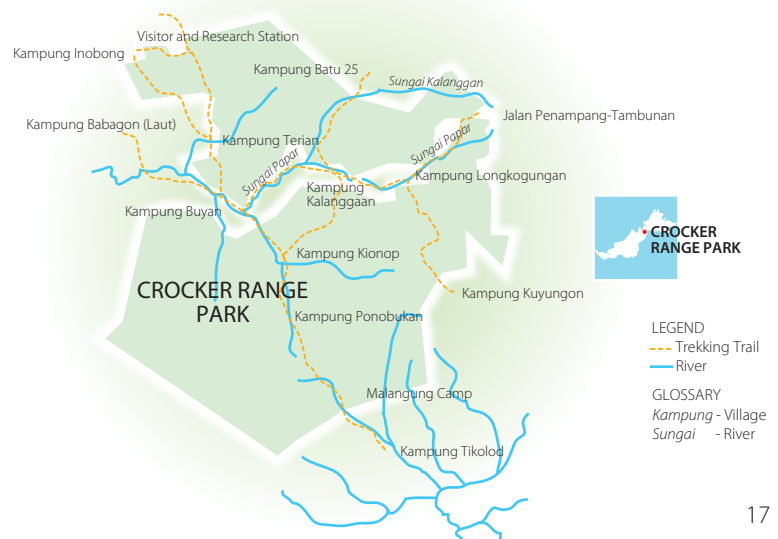 Visitor and Research Station
Kampung Inobong
Kampung Batu 25
Sungai Kalanggan
Jalan Penampang-Tambunan
Kampung Babagon (Laut)
Kampung Terian
Sungai Papar
Sungai Papar
Kampung Longkogungan
Kampung
Kalanggaan
Kampung Buyan
CROCKER
RANGE PARK
Kampung Kionop
CROCKER RANGE
PARK
Kampung Kuyungon
Kampung Ponobukan
LEGEND
Trekking Trail
River
Malangung Camp
GLOSSARY
Kampung - Village
Sungai - River
Kampung Tikolod
17